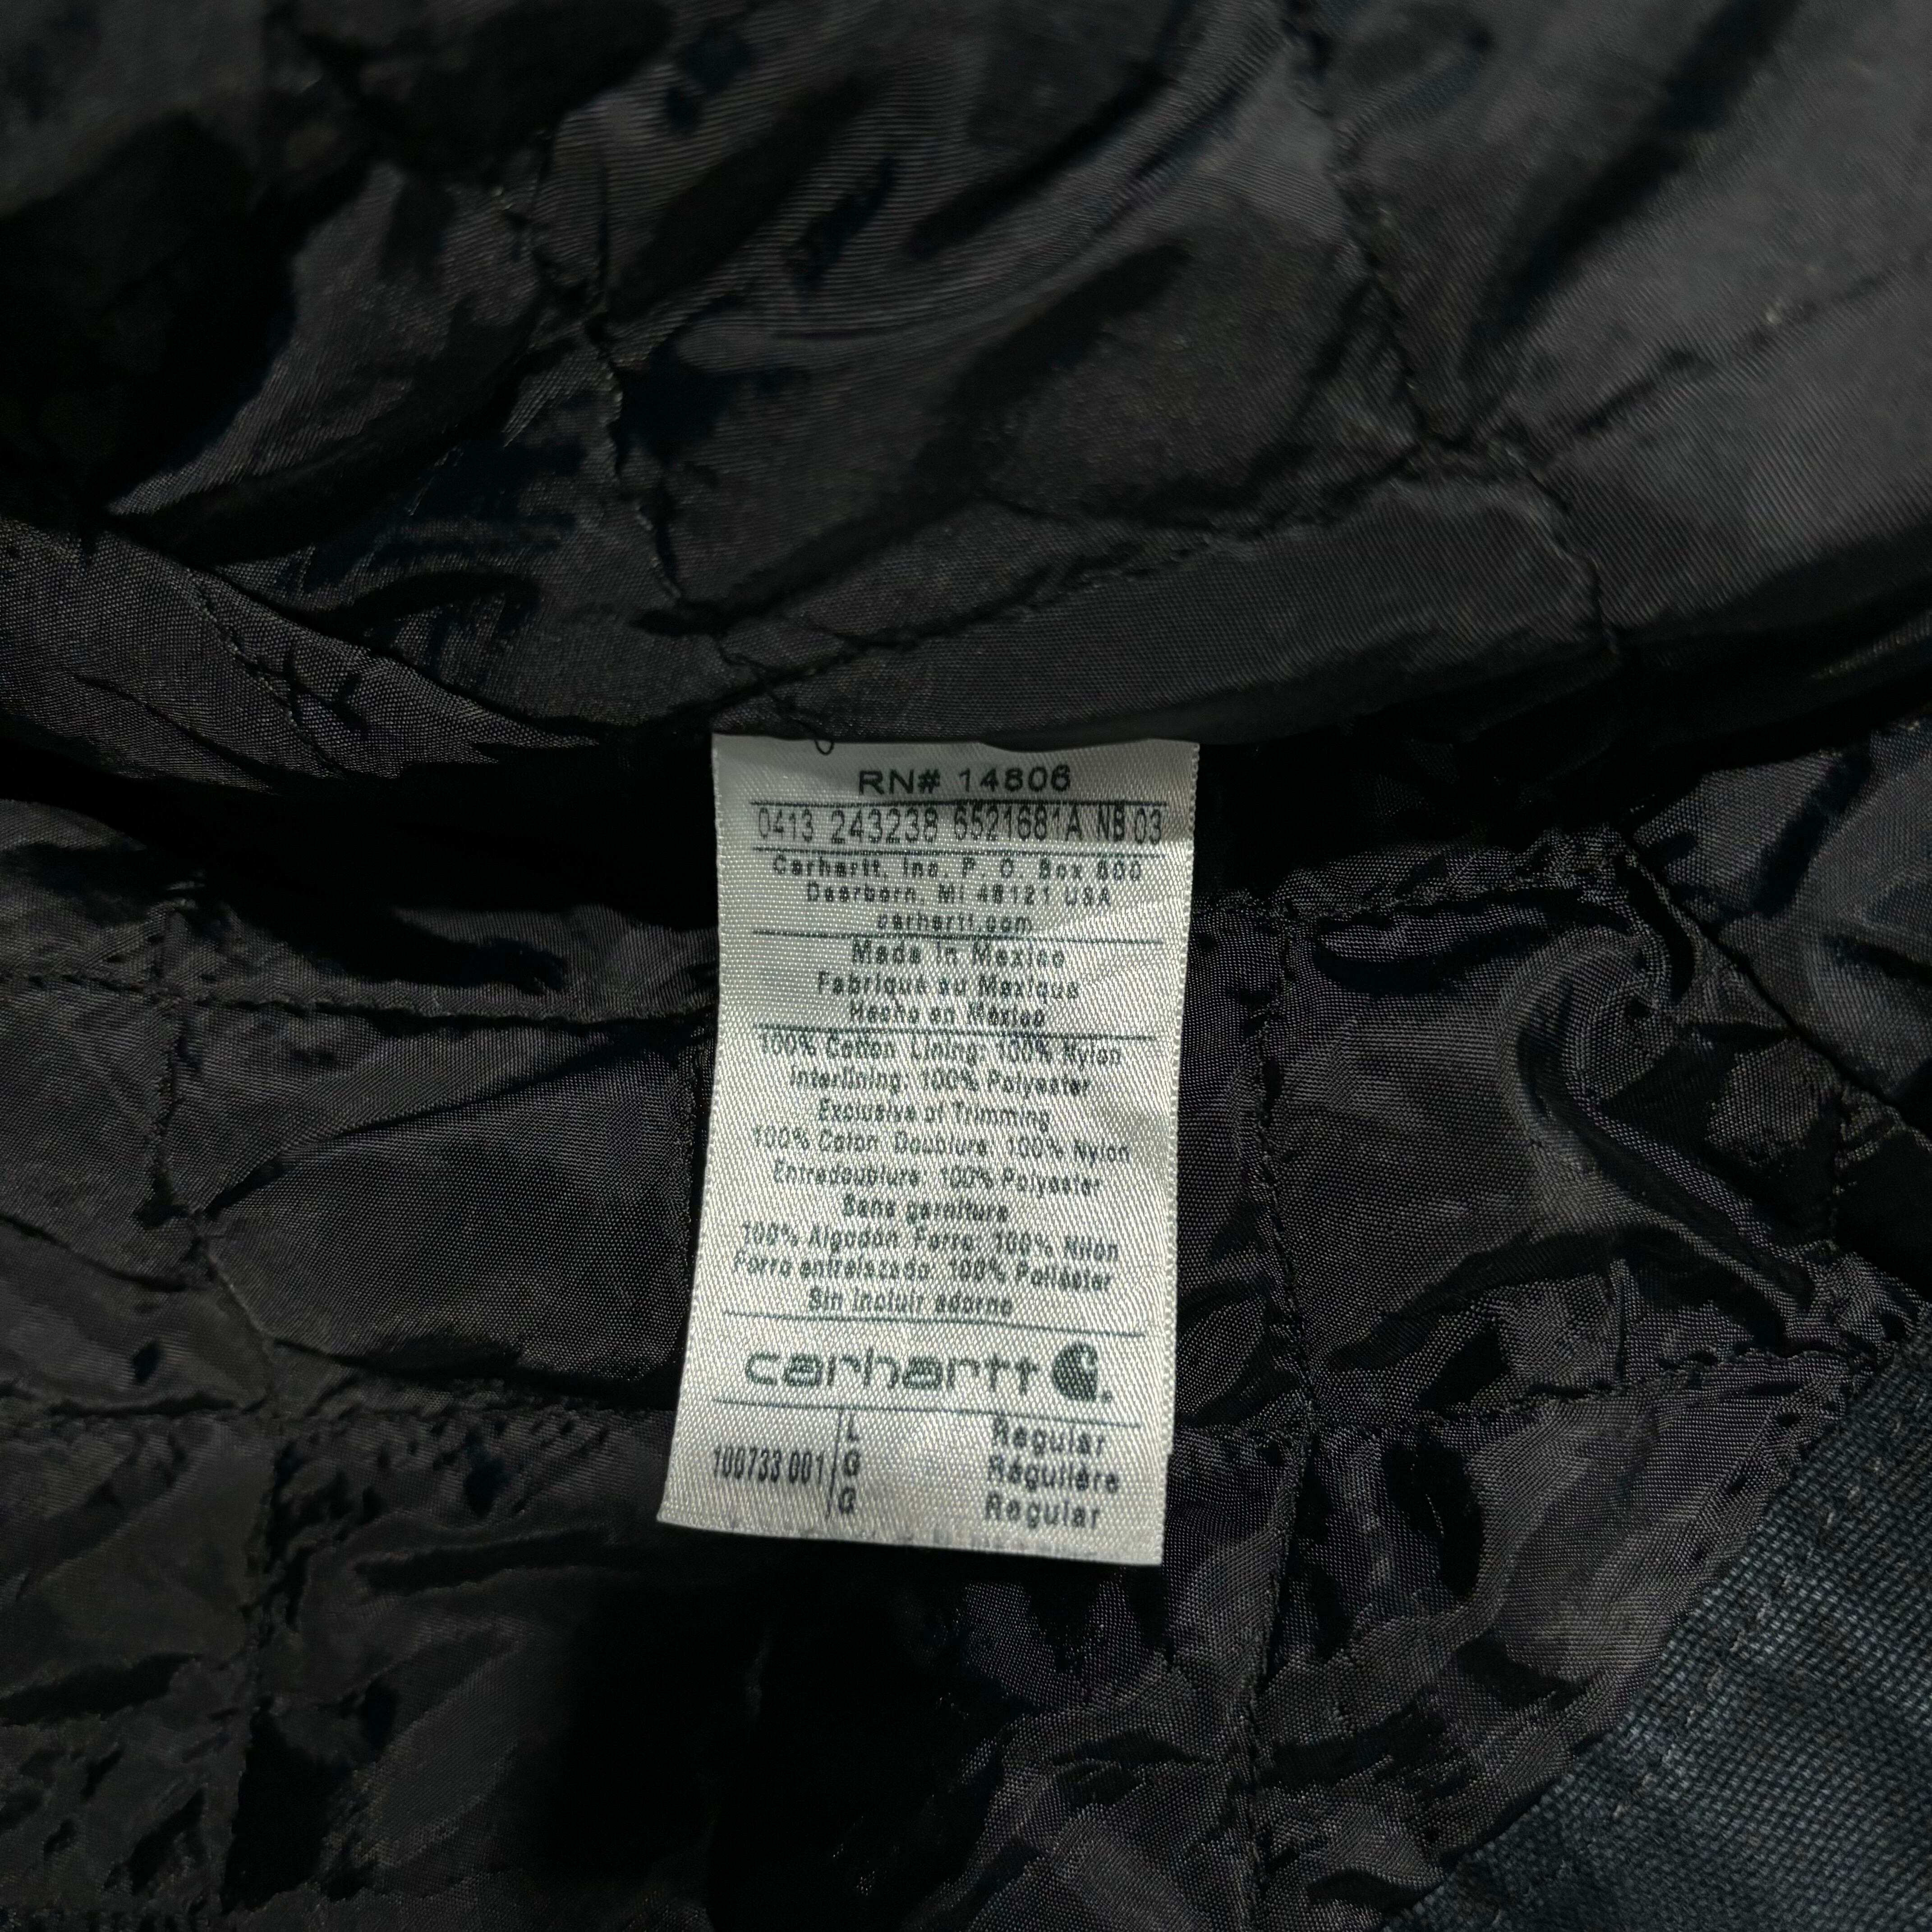 RN# 14806
0413 243238 6521681A NB 03
Carhartt, Inc. P. O. Box 600
Dearborn, MI 48121 USA
carhartt.com
Made in Mexico
Fabriqué au Mexique
Hecho en México
100% Cotton Lining: 100% Nylon
Interlining: 100% Polyester
Exclusive of Trimming
100% Coton Doublure 100% Nylon
Entredoublure 100% Polyester
Sans garniture
100% Algodón Forro 100% Nilon
Forro entrelazado 100% Poliéster
Sin incluir adorno
carhartt
100733 001 L Regular
G Régulière
G Regular